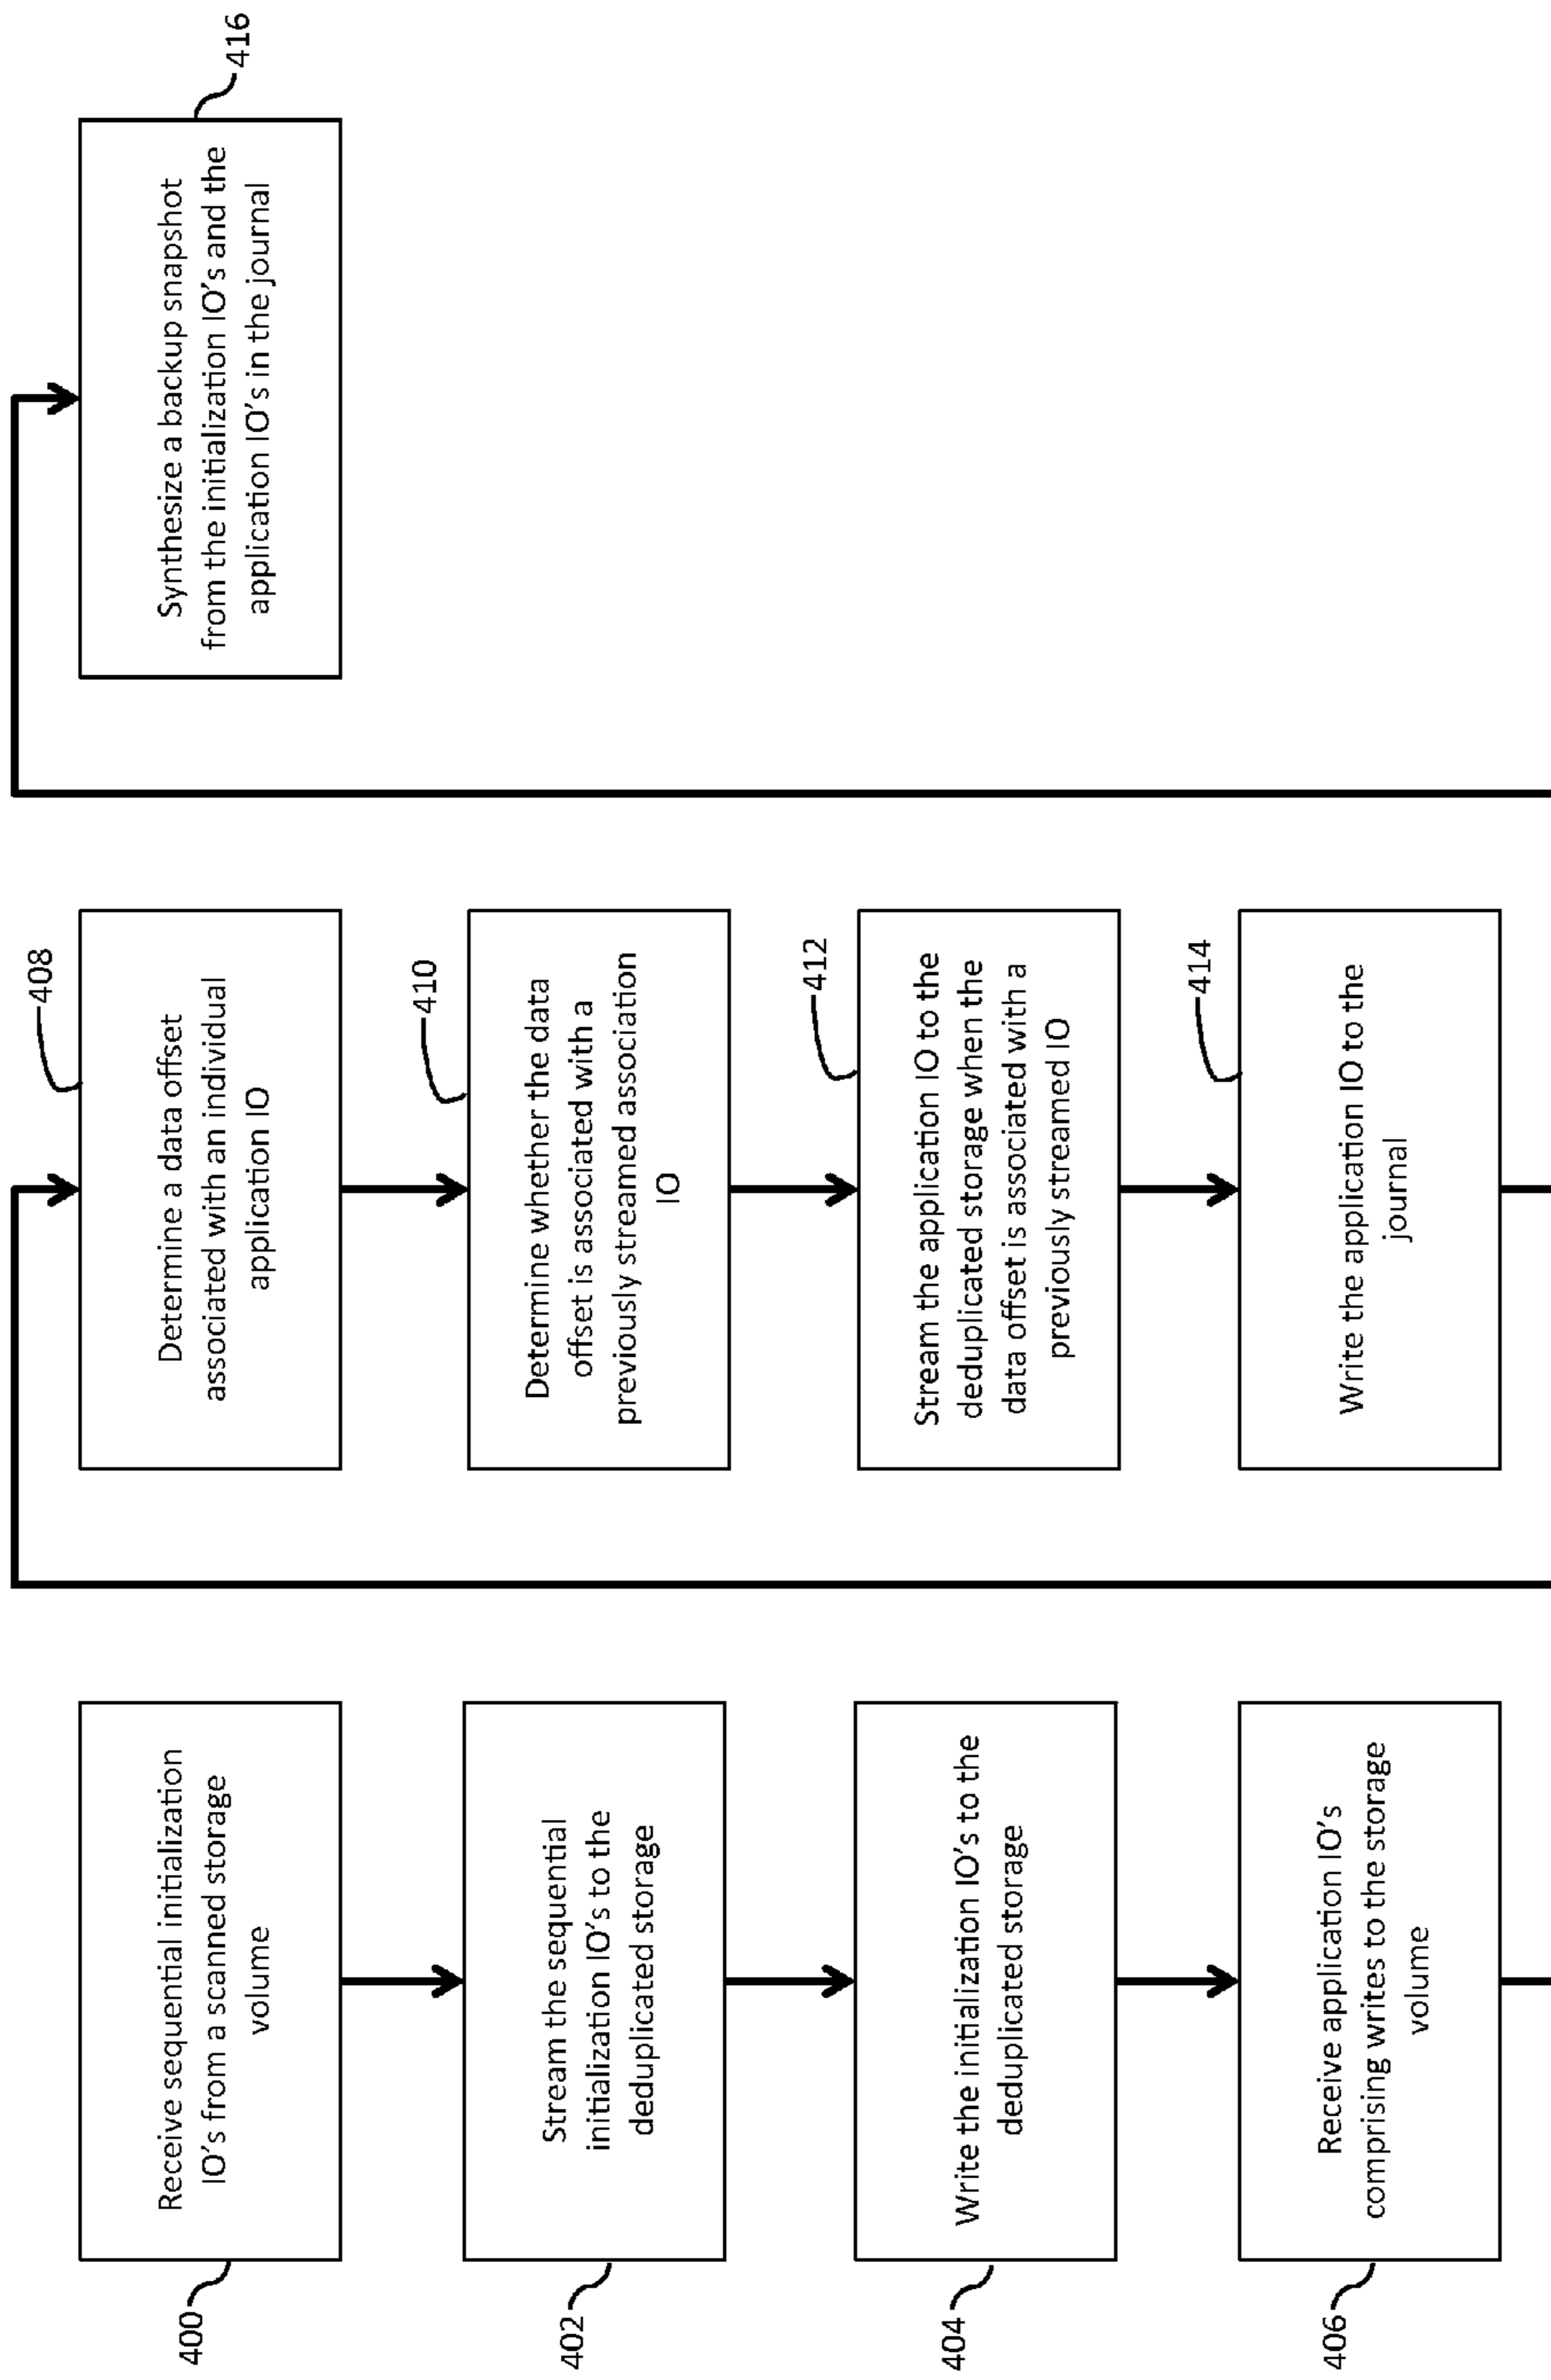 400
Receive sequential initialization
IO's from a scanned storage
volume
402
Stream the sequential
initialization IO's to the
deduplicated storage
404
Write the initialization IO's to the
deduplicated storage
406
Receive application IO's
comprising writes to the storage
volume
408
Determine a data offset
associated with an individual
application IO
410
Determine whether the data
offset is associated with a
previously streamed association
IO
412
Stream the application IO to the
deduplicated storage when the
data offset is associated with a
previously streamed IO
414
Write the application IO to the
journal
416
Synthesize a backup snapshot
from the initialization IO's and the
application IO's in the journal